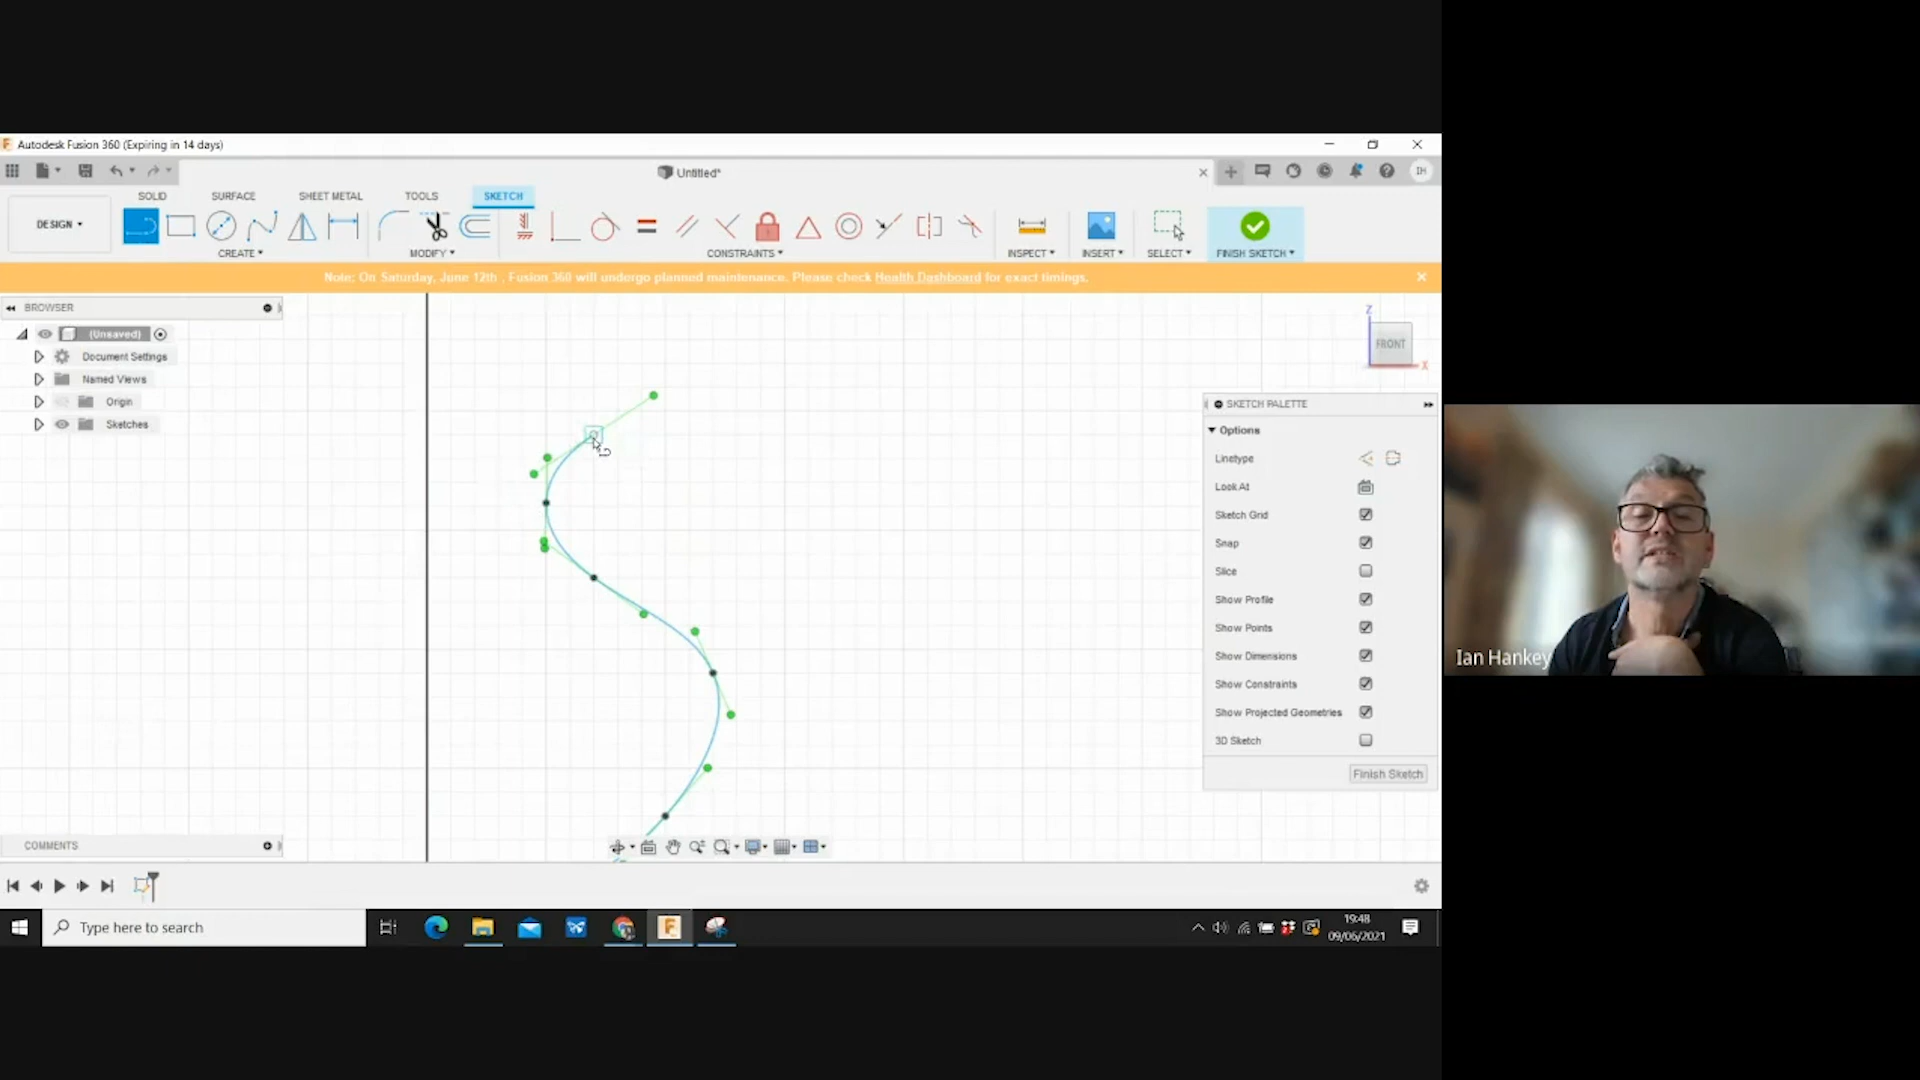 Autodesk Fusion 360 (Expiring in 14 days)
Untitled*
IH
SOLID SURFACE SHEET METAL TOOLS SKETCH
DESIGN
CREATE MODIFY CONSTRAINTS INSPECT INSERT SELECT FINISH SKETCH
Note: On Saturday, June 12th , Fusion 360 will undergo planned maintenance. Please check Health Dashboard for exact timings.
BROWSER
(Unsaved)
Document Settings
Named Views
Origin
Sketches
Z
FRONT
X
SKETCH PALETTE
Options
Linetype
Look At
Sketch Grid
Snap
Slice
Show Profile
Show Points
Show Dimensions
Show Constraints
Show Projected Geometries
3D Sketch
Finish Sketch
Ian Hankey
COMMENTS
Type here to search
19:48
09/06/2021